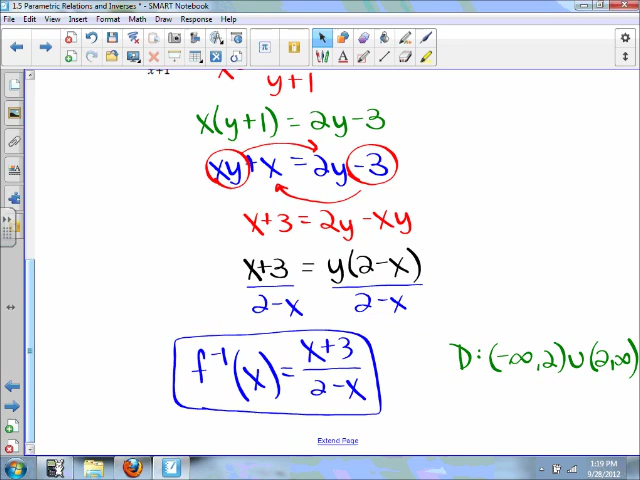 1.5 Parametric Relations and Inverses * - SMART Notebook
File Edit View Insert Format Math Draw Response Help
x+1
x =
y+1
x(y+1) = 2y-3
xy+x = 2y-3
x+3 = 2y-xy
x+3 = y(2-x)
2-x 2-x
f⁻¹(x) = x+3
2-x
D: (-∞,2)∪(2,∞)
Extend Page
1:19 PM
9/28/2012